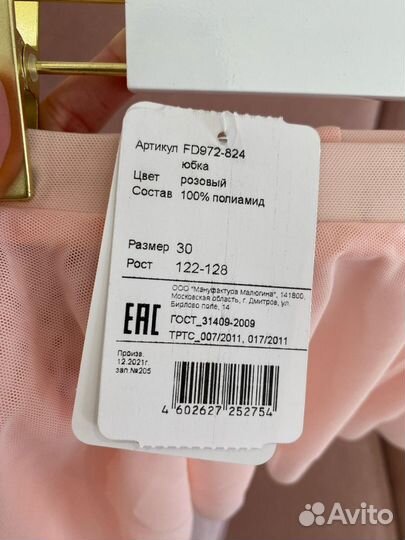 Артикул FD972-824
юбка
Цвет розовый
Состав 100% полиамид
Размер 30
Рост 122-128
ООО "Мануфактура Малюгина", 141800,
Московская область, г. Дмитров, ул.
Бирлово поле, 14
EAC
ГОСТ_31409-2009
ТРТС_007/2011, 017/2011
Произв.
12.2021г.
зап.№205
4 602627 252754
Avito